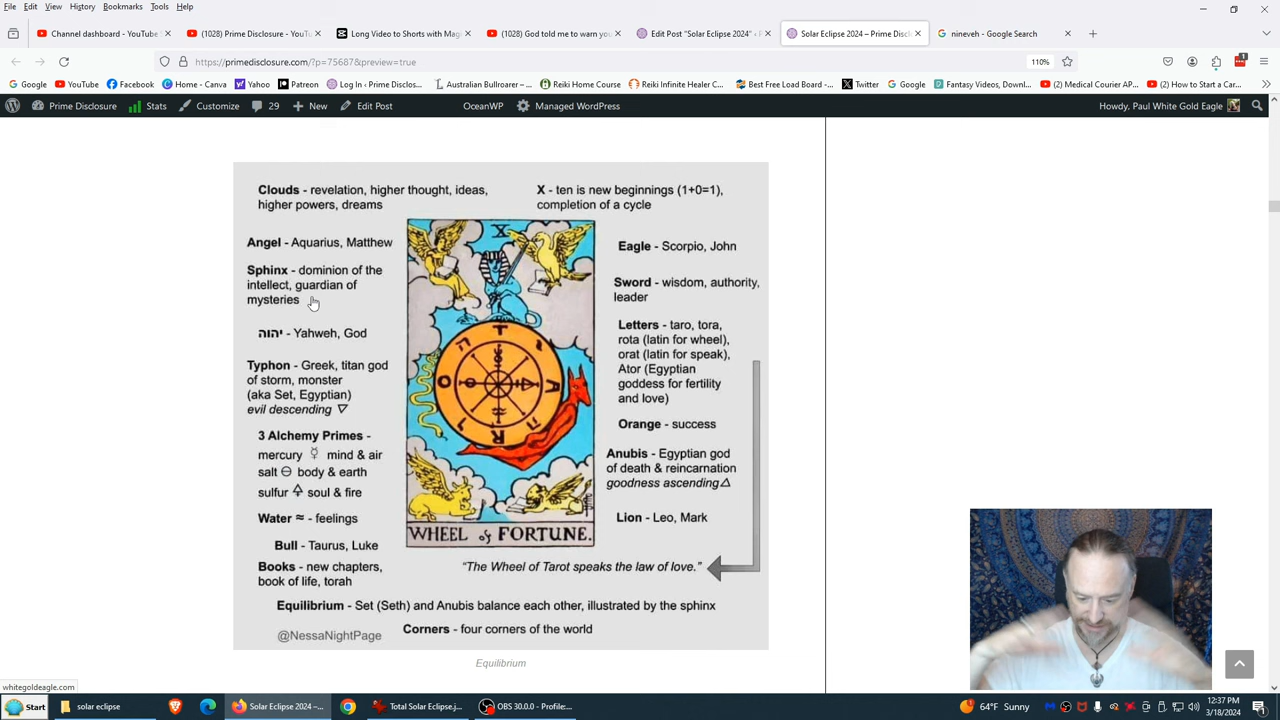 File Edit View History Bookmarks Tools Help
Channel dashboard - YouTube
(1028) Prime Disclosure - YouTu
Long Video to Shorts with Mag
(1028) God told me to warn you
Edit Post "Solar Eclipse 2024" ‹ P
Solar Eclipse 2024 – Prime Discl
nineveh - Google Search
https://primedisclosure.com/?p=75687&preview=true
110%
Google YouTube Facebook Home - Canva Yahoo Patreon Log In ‹ Prime Disclos... Australian Bullroarer –... Reiki Home Course Reiki Infinite Healer C... Best Free Load Board -... Twitter Google Fantasy Videos, Downl... (2) Medical Courier AP... (2) How to Start a Car...
Prime Disclosure Stats Customize 29 New Edit Post OceanWP Managed WordPress Howdy, Paul White Gold Eagle
Clouds - revelation, higher thought, ideas,
higher powers, dreams
X - ten is new beginnings (1+0=1),
completion of a cycle
Angel - Aquarius, Matthew
Sphinx - dominion of the
intellect, guardian of
mysteries
יהוה - Yahweh, God
Typhon - Greek, titan god
of storm, monster
(aka Set, Egyptian)
evil descending ▽
3 Alchemy Primes -
mercury ☿ mind & air
salt ⊖ body & earth
sulfur 🜍 soul & fire
Water ≈ - feelings
Bull - Taurus, Luke
Books - new chapters,
book of life, torah
X
T
A
R
O
י
ה
ו
ה
WHEEL of FORTUNE.
Eagle - Scorpio, John
Sword - wisdom, authority,
leader
Letters - taro, tora,
rota (latin for wheel),
orat (latin for speak),
Ator (Egyptian
goddess for fertility
and love)
Orange - success
Anubis - Egyptian god
of death & reincarnation
goodness ascending△
Lion - Leo, Mark
"The Wheel of Tarot speaks the law of love."
Equilibrium - Set (Seth) and Anubis balance each other, illustrated by the sphinx
@NessaNightPage
Corners - four corners of the world
Equilibrium
whitegoldeagle.com
Start solar eclipse Solar Eclipse 2024 –... Total Solar Eclipse.j... OBS 30.0.0 - Profile:... 64°F Sunny
12:37 PM
3/18/2024